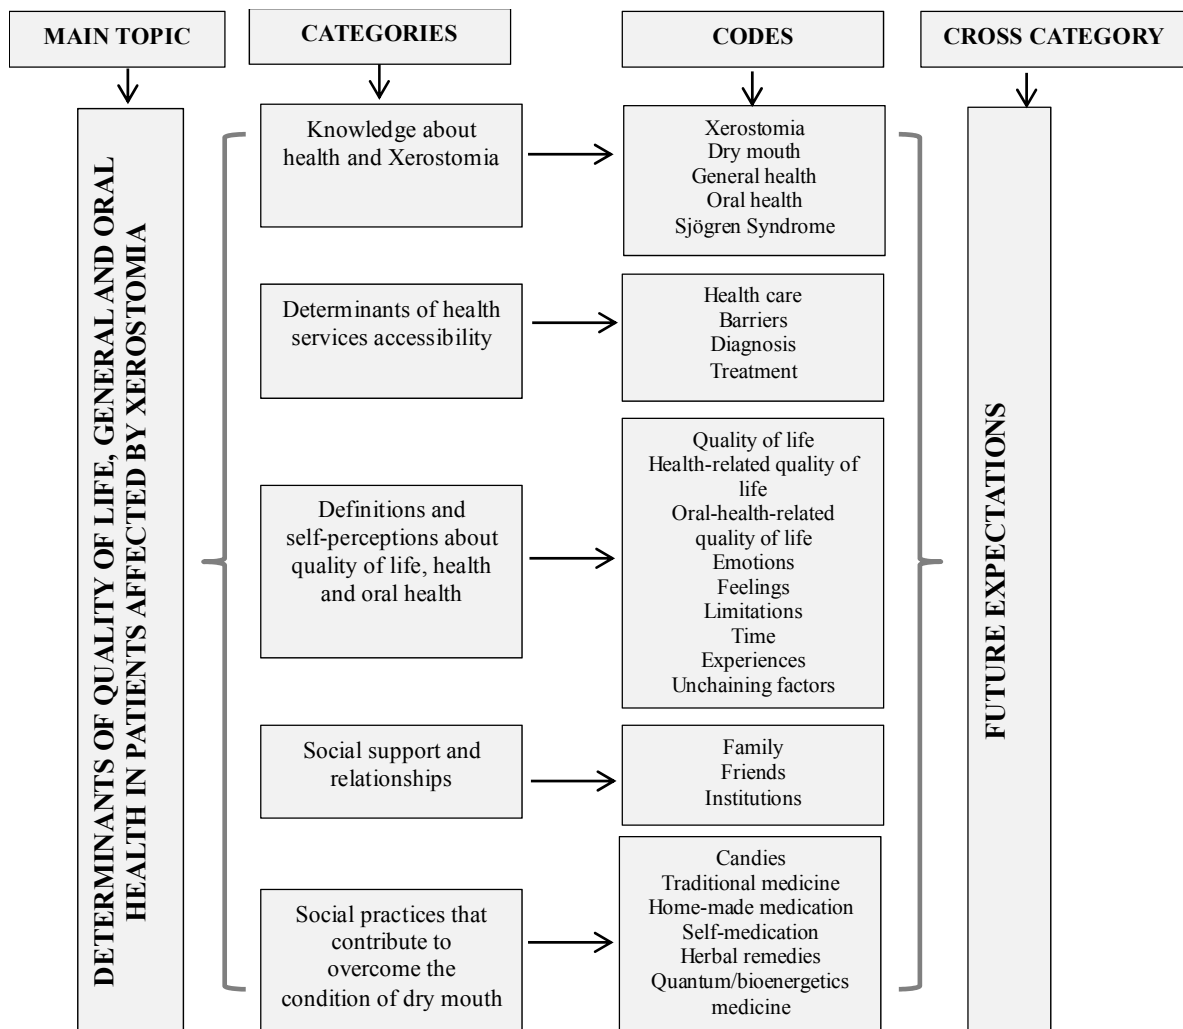 MAIN TOPIC
CATEGORIES
CODES
CROSS CATEGORY
DETERMINANTS OF QUALITY OF LIFE, GENERAL AND ORAL
HEALTH IN PATIENTS AFFECTED BY XEROSTOMIA
Knowledge about
health and Xerostomia
Xerostomia
Dry mouth
General health
Oral health
Sjögren Syndrome
Determinants of health
services accessibility
Health care
Barriers
Diagnosis
Treatment
Definitions and
self-perceptions about
quality of life, health
and oral health
Quality of life
Health-related quality of
life
Oral-health-related
quality of life
Emotions
Feelings
Limitations
Time
Experiences
Unchaining factors
Social support and
relationships
Family
Friends
Institutions
Social practices that
contribute to
overcome the
condition of dry mouth
Candies
Traditional medicine
Home-made medication
Self-medication
Herbal remedies
Quantum/bioenergetics
medicine
FUTURE EXPECTATIONS